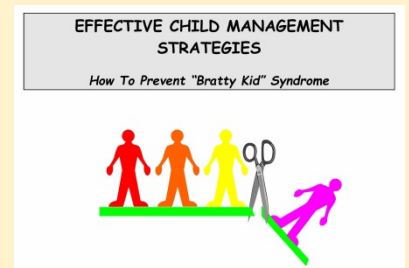 EFFECTIVE CHILD MANAGEMENT
STRATEGIES
How To Prevent "Bratty Kid" Syndrome